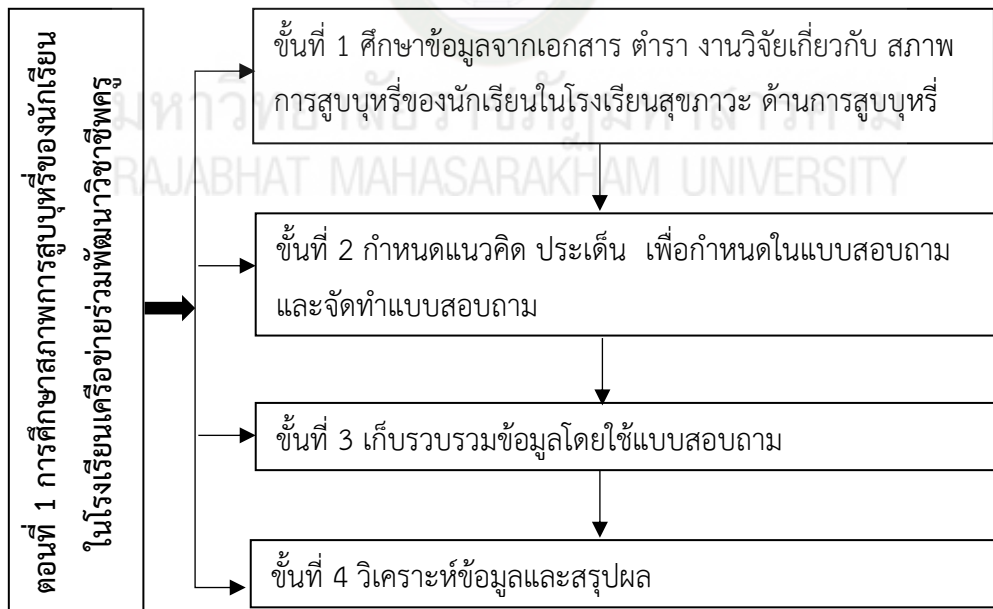 ตอนที่ 1 การศึกษาสภาพการสูบบุหรี่ของนักเรียน
ในโรงเรียนเครือข่ายร่วมพัฒนาวิชาชีพครู
ขั้นที่ 1 ศึกษาข้อมูลจากเอกสาร ตำรา งานวิจัยเกี่ยวกับ สภาพ
การสูบบุหรี่ของนักเรียนในโรงเรียนสุขภาวะ ด้านการสูบบุหรี่
มหาวิทยาลัยราชภัฏมหาสารคาม
RAJABHAT MAHASARAKHAM UNIVERSITY
ขั้นที่ 2 กำหนดแนวคิด ประเด็น เพื่อกำหนดในแบบสอบถาม
และจัดทำแบบสอบถาม
ขั้นที่ 3 เก็บรวบรวมข้อมูลโดยใช้แบบสอบถาม
ขั้นที่ 4 วิเคราะห์ข้อมูลและสรุปผล